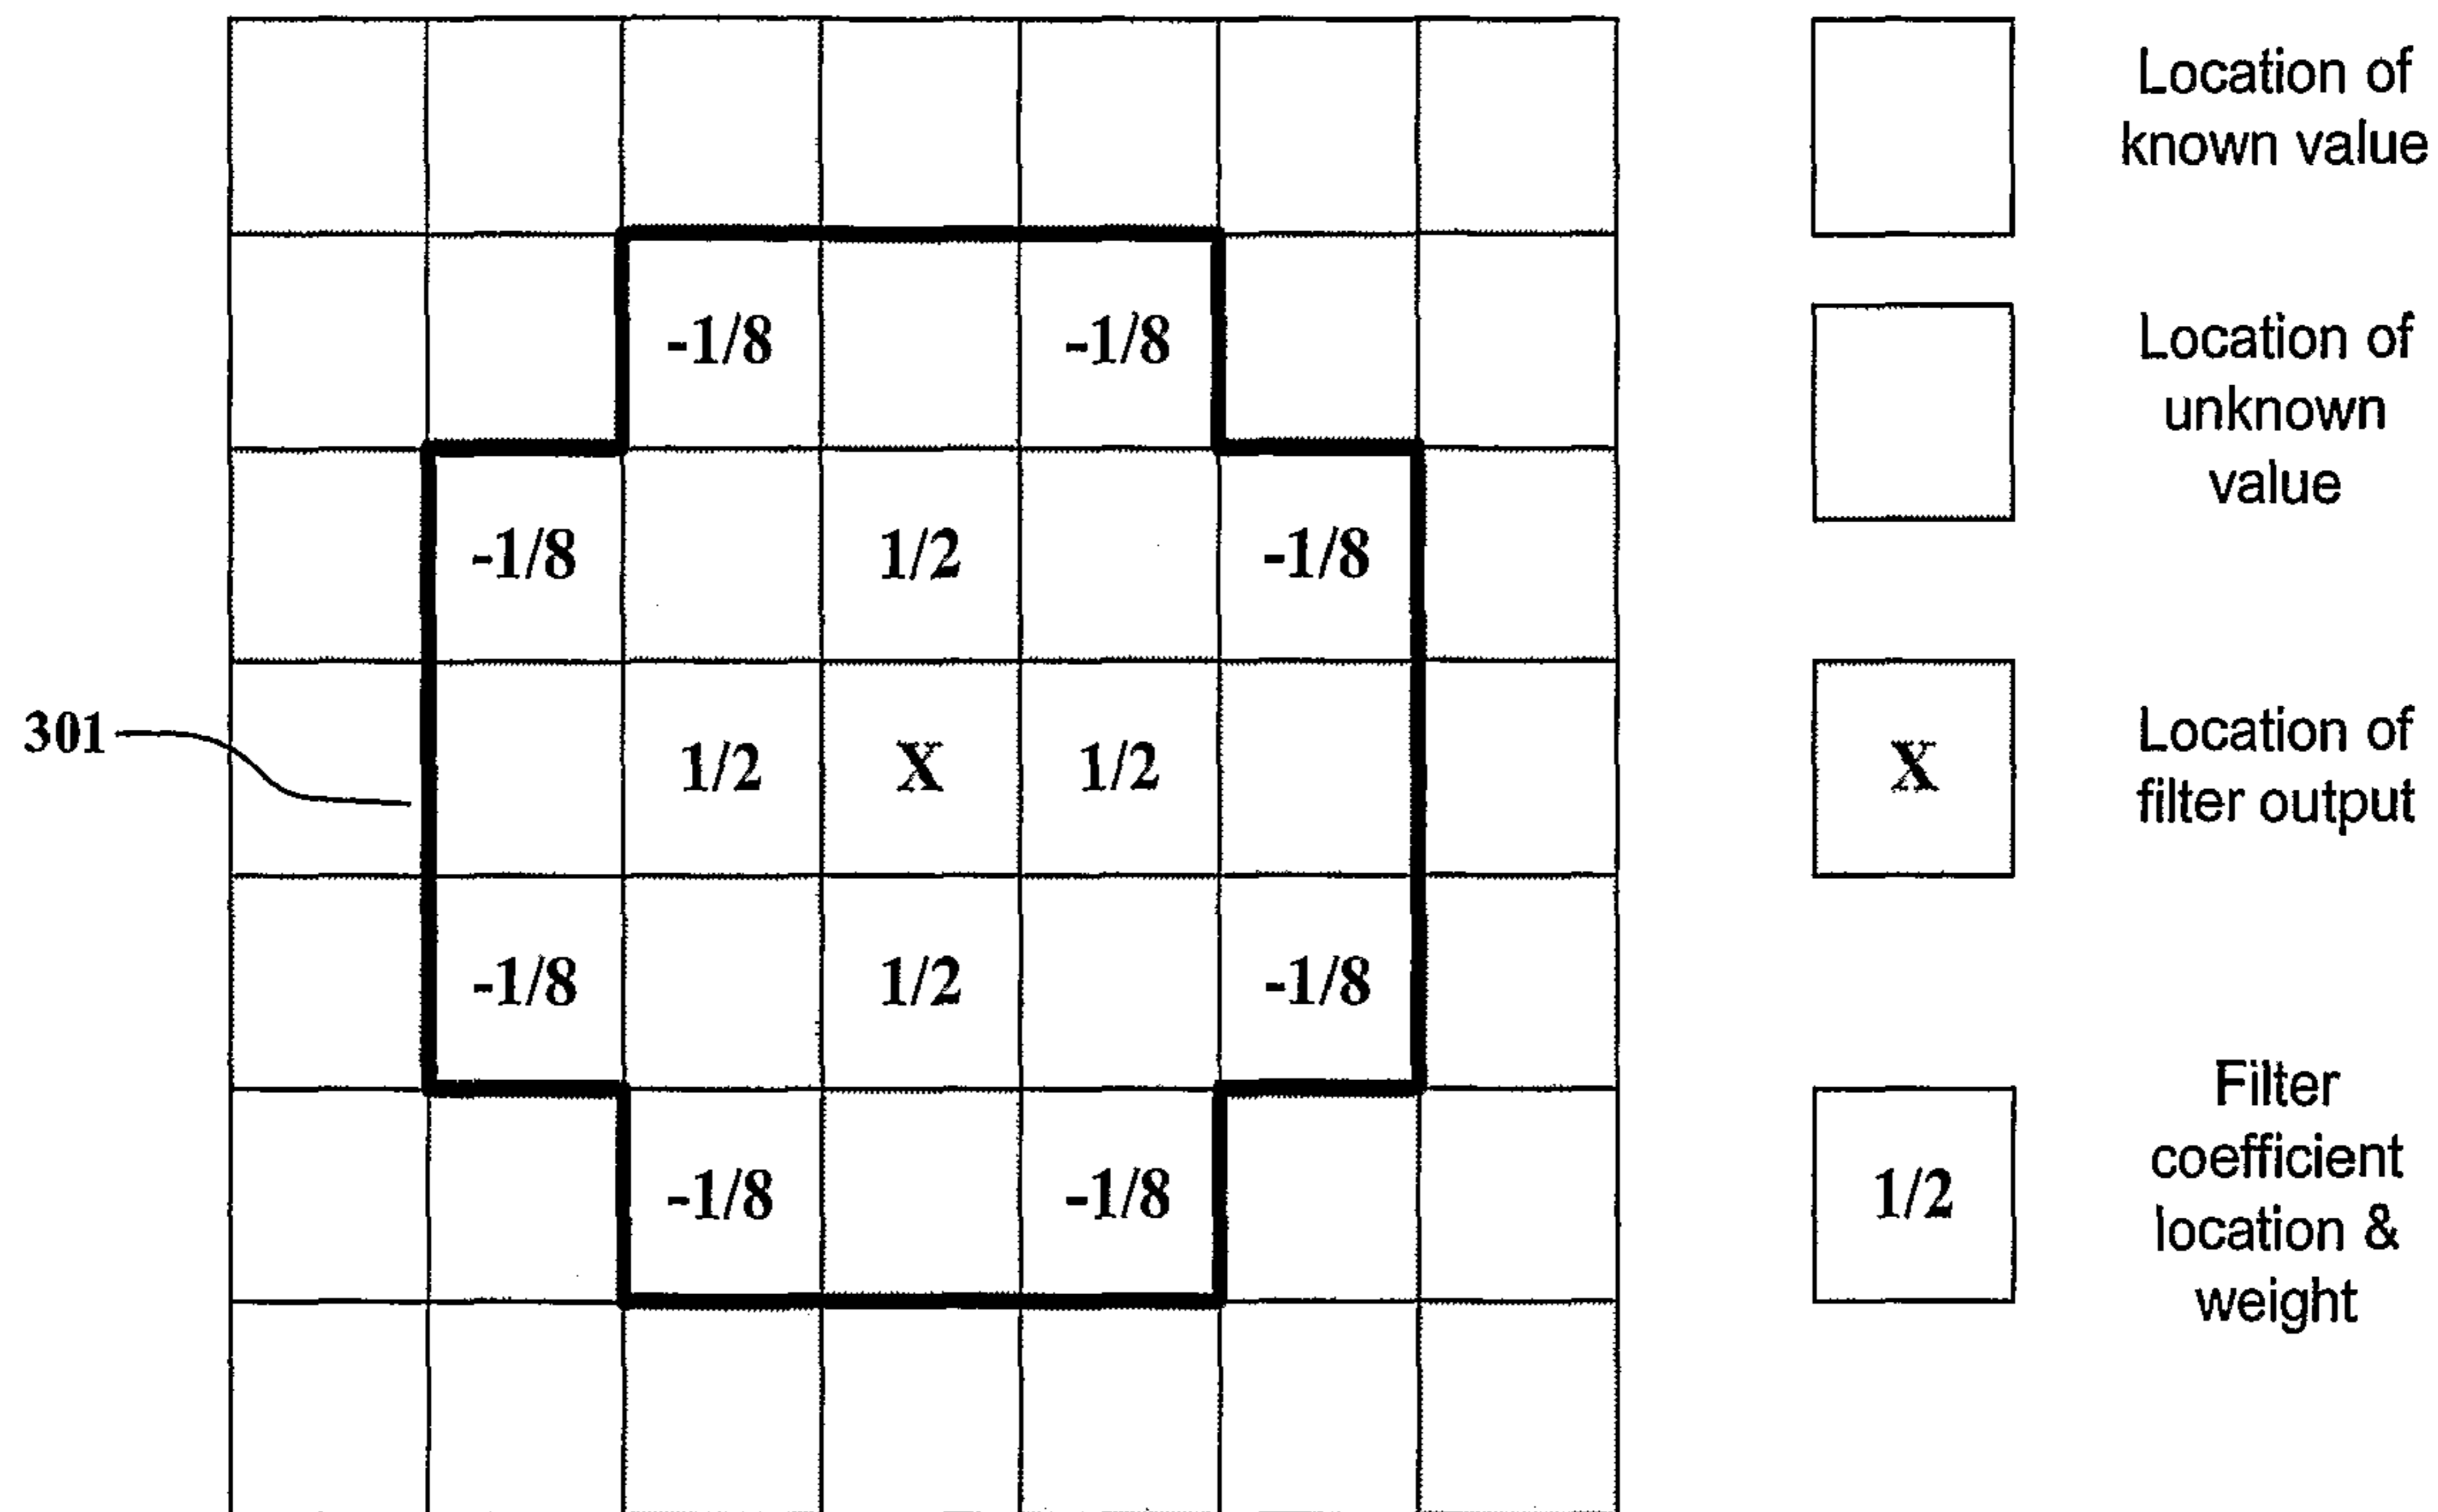 Location of
known value
-1/8 -1/8
Location of
unknown
value
-1/8 1/2 -1/8
301
1/2 X 1/2
X
Location of
filter output
-1/8 1/2 -1/8
-1/8 -1/8
1/2
Filter
coefficient
location &
weight